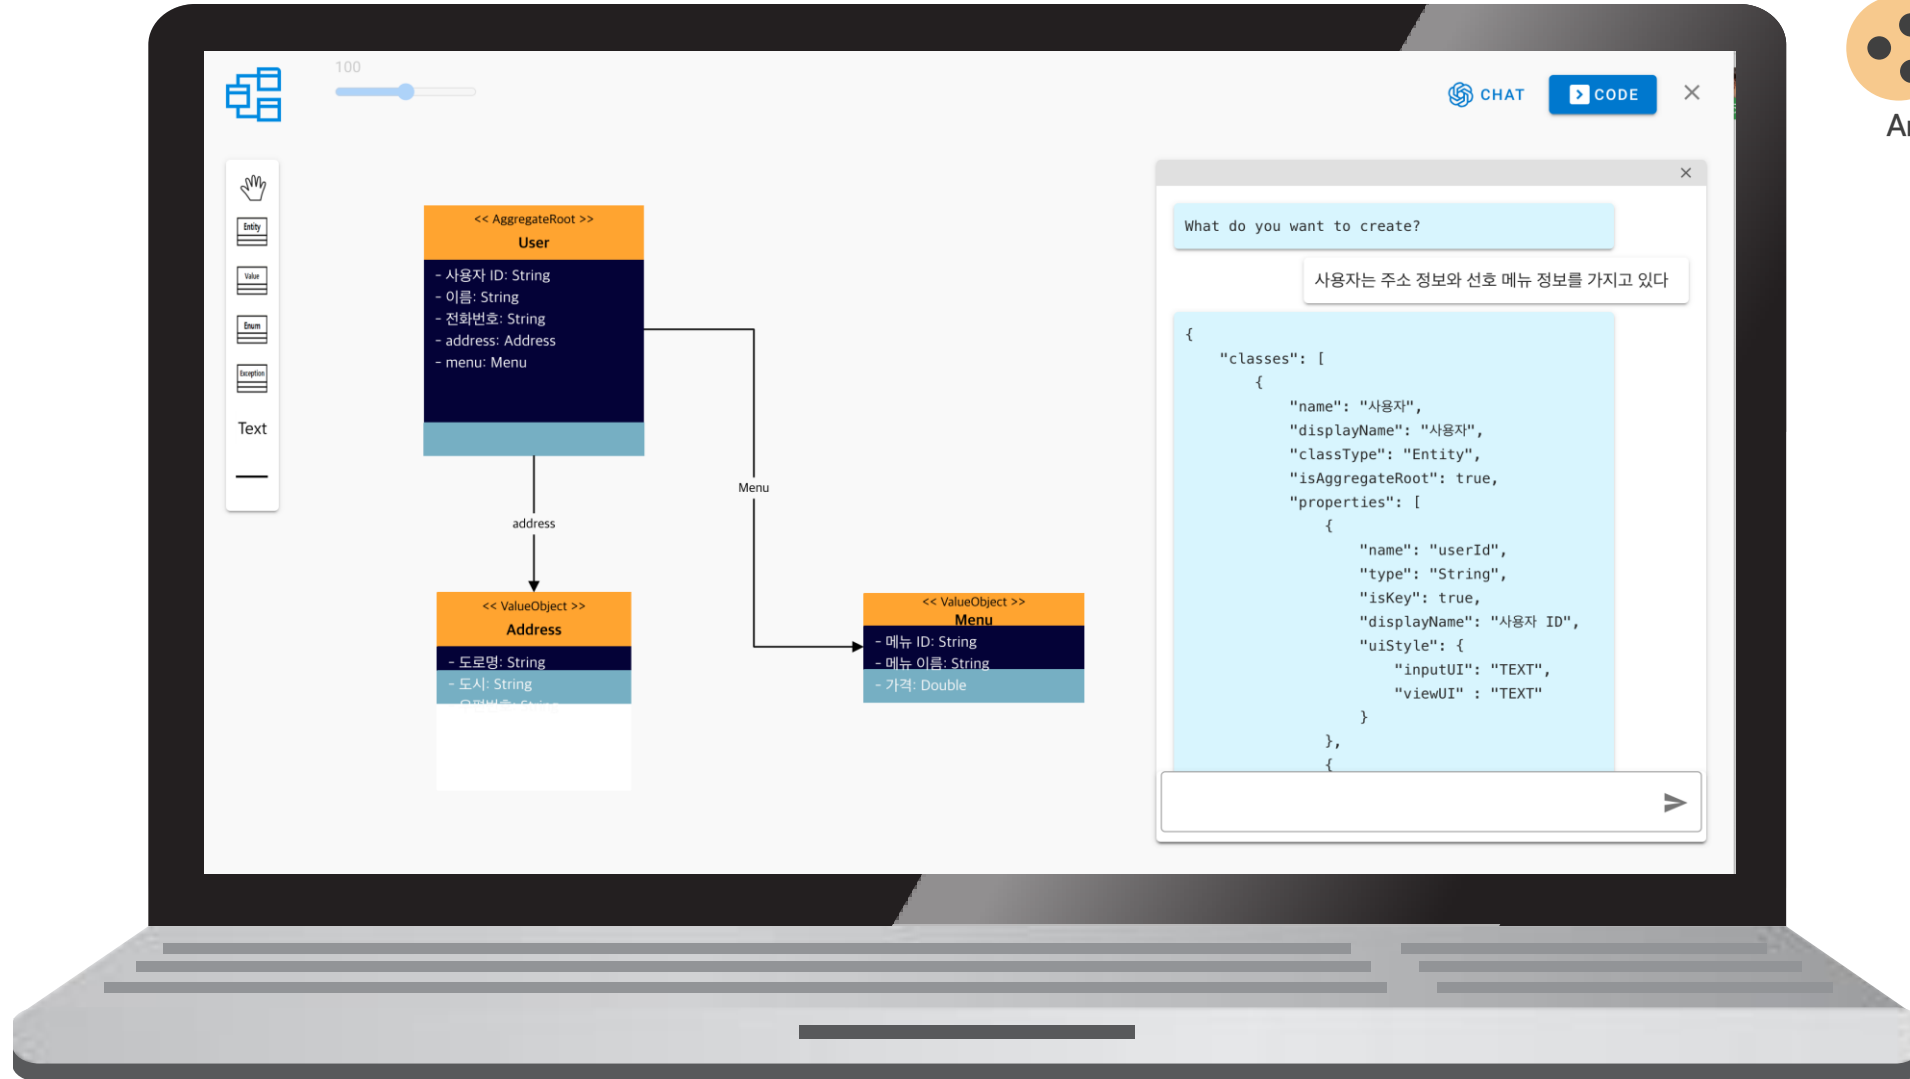 100
CHAT
CODE
Entity
Value
Enum
Exception
Text
<< AggregateRoot >>
User
- 사용자 ID: String
- 이름: String
- 전화번호: String
- address: Address
- menu: Menu
address
Menu
<< ValueObject >>
Address
- 도로명: String
- 도시: String
<< ValueObject >>
Menu
- 메뉴 ID: String
- 메뉴 이름: String
- 가격: Double
What do you want to create?
사용자는 주소 정보와 선호 메뉴 정보를 가지고 있다
{
"classes": [
{
"name": "사용자",
"displayName": "사용자",
"classType": "Entity",
"isAggregateRoot": true,
"properties": [
{
"name": "userId",
"type": "String",
"isKey": true,
"displayName": "사용자 ID",
"uiStyle": {
"inputUI": "TEXT",
"viewUI" : "TEXT"
}
},
{